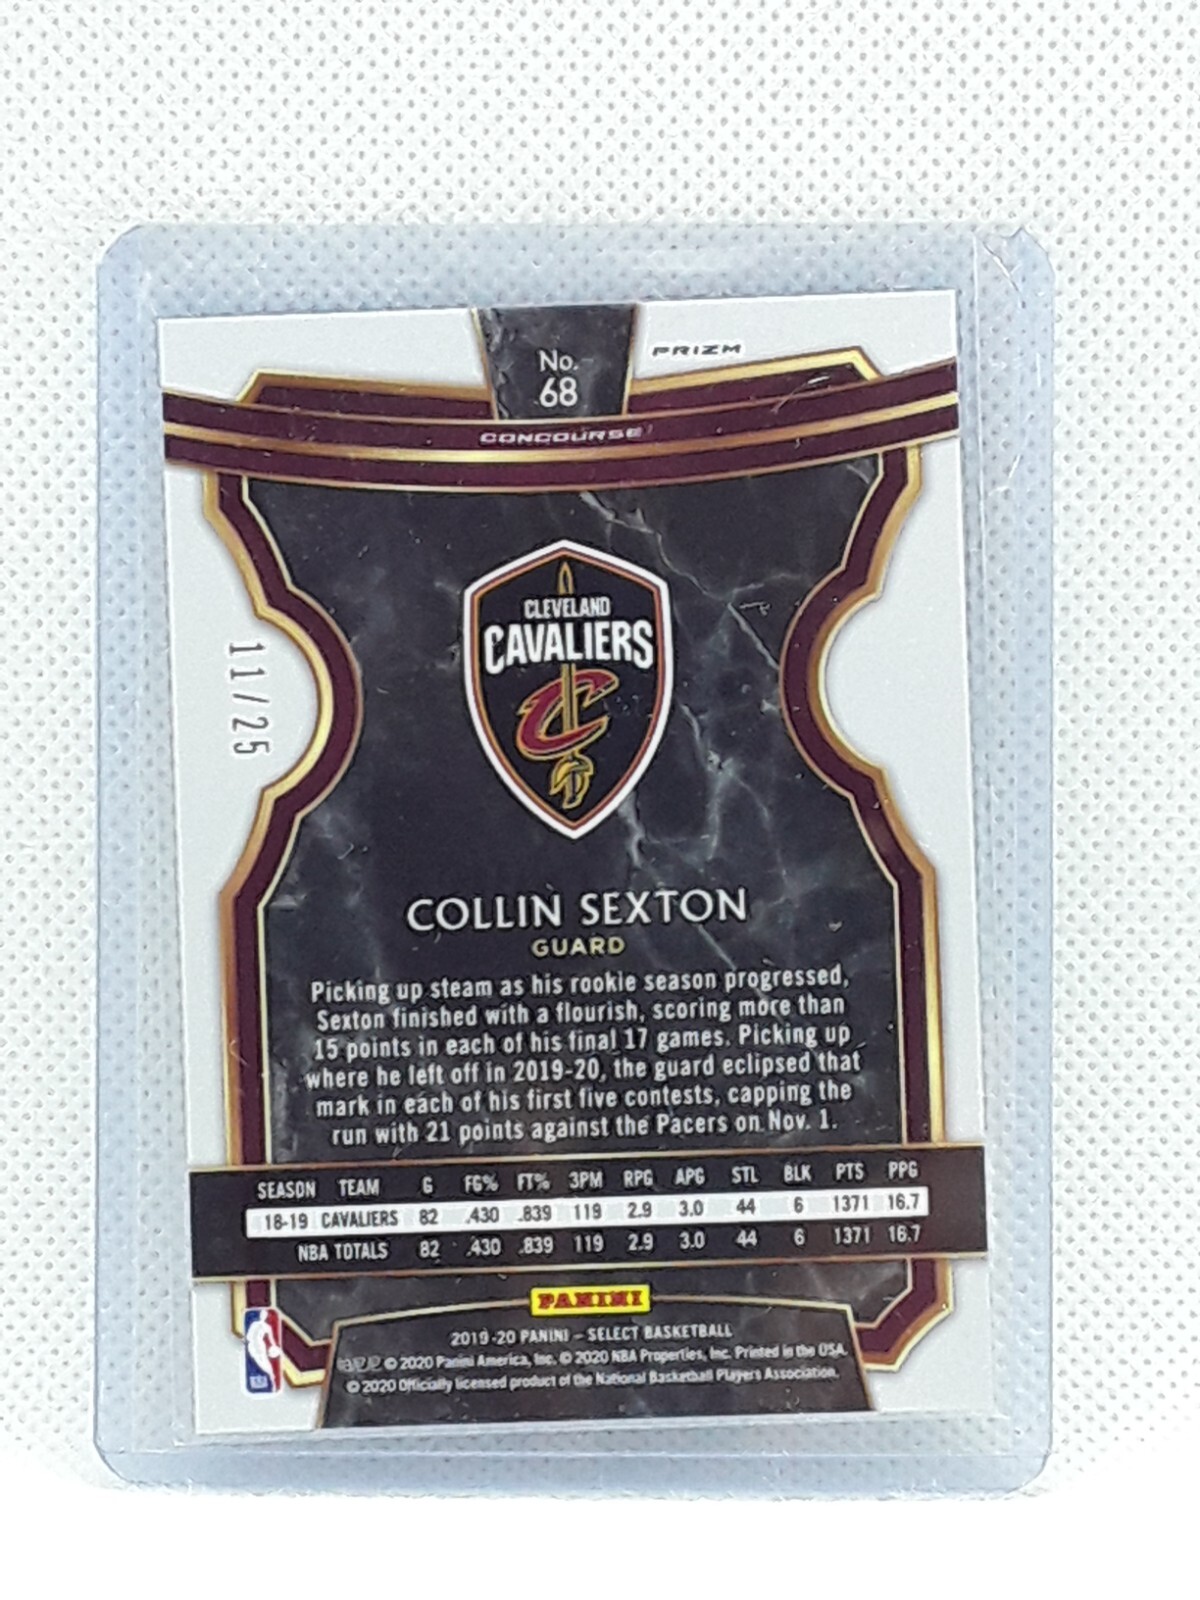 No.
68
PRIZM
CONCOURSE
CLEVELAND
CAVALIERS
C
11/25
COLLIN SEXTON
GUARD
Picking up steam as his rookie season progressed,
Sexton finished with a flourish, scoring more than
15 points in each of his final 17 games. Picking up
where he left off in 2019-20, the guard eclipsed that
mark in each of his first five contests, capping the
run with 21 points against the Pacers on Nov. 1.
SEASON TEAM G FG% FT% 3PM RPG APG STL BLK PTS PPG
18-19 CAVALIERS 82 .430 .839 119 2.9 3.0 44 6 1371 16.7
NBA TOTALS 82 .430 .839 119 2.9 3.0 44 6 1371 16.7
PANINI
2019-20 PANINI – SELECT BASKETBALL
© 2020 Panini America, Inc. © 2020 NBA Properties, Inc. Printed in the USA.
© 2020 Officially licensed product of the National Basketball Players Association.
NBA